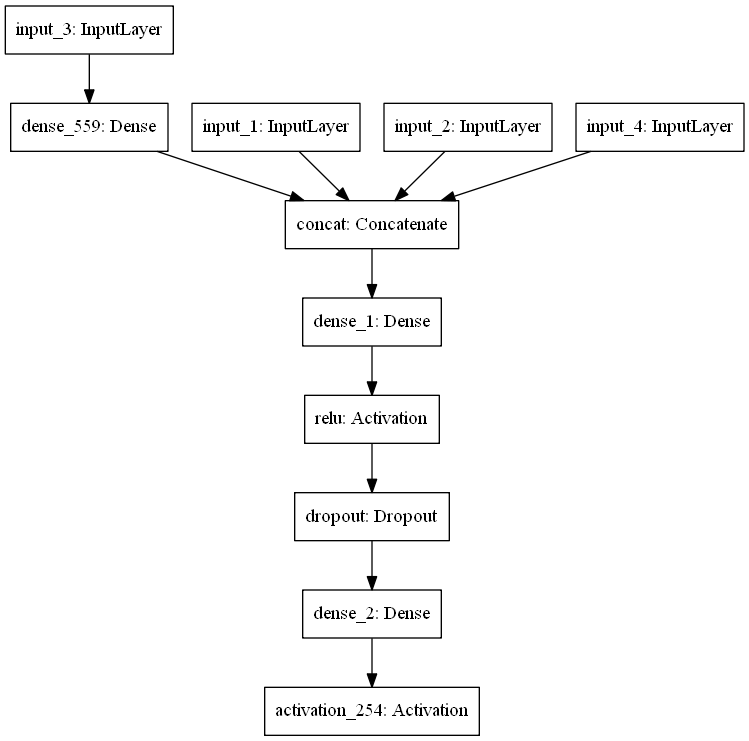 input_3: InputLayer
dense_559: Dense
input_1: InputLayer
input_2: InputLayer
input_4: InputLayer
concat: Concatenate
dense_1: Dense
relu: Activation
dropout: Dropout
dense_2: Dense
activation_254: Activation